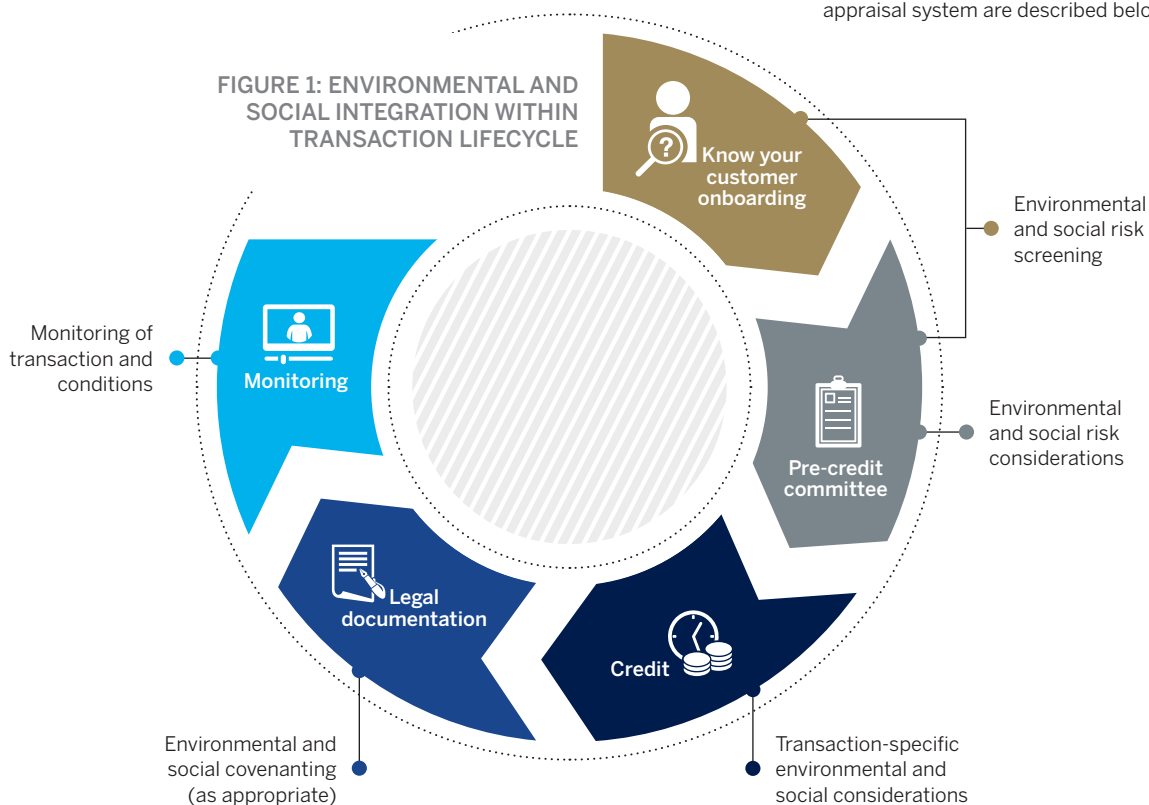 appraisal system are described belo
FIGURE 1: ENVIRONMENTAL AND
SOCIAL INTEGRATION WITHIN
TRANSACTION LIFECYCLE
?
Know your
customer
onboarding
Environmental
and social risk
screening
Pre-credit
committee
Environmental
and social risk
considerations
Credit
Transaction-specific
environmental and
social considerations
Legal
documentation
Environmental and
social covenanting
(as appropriate)
Monitoring
Monitoring of
transaction and
conditions